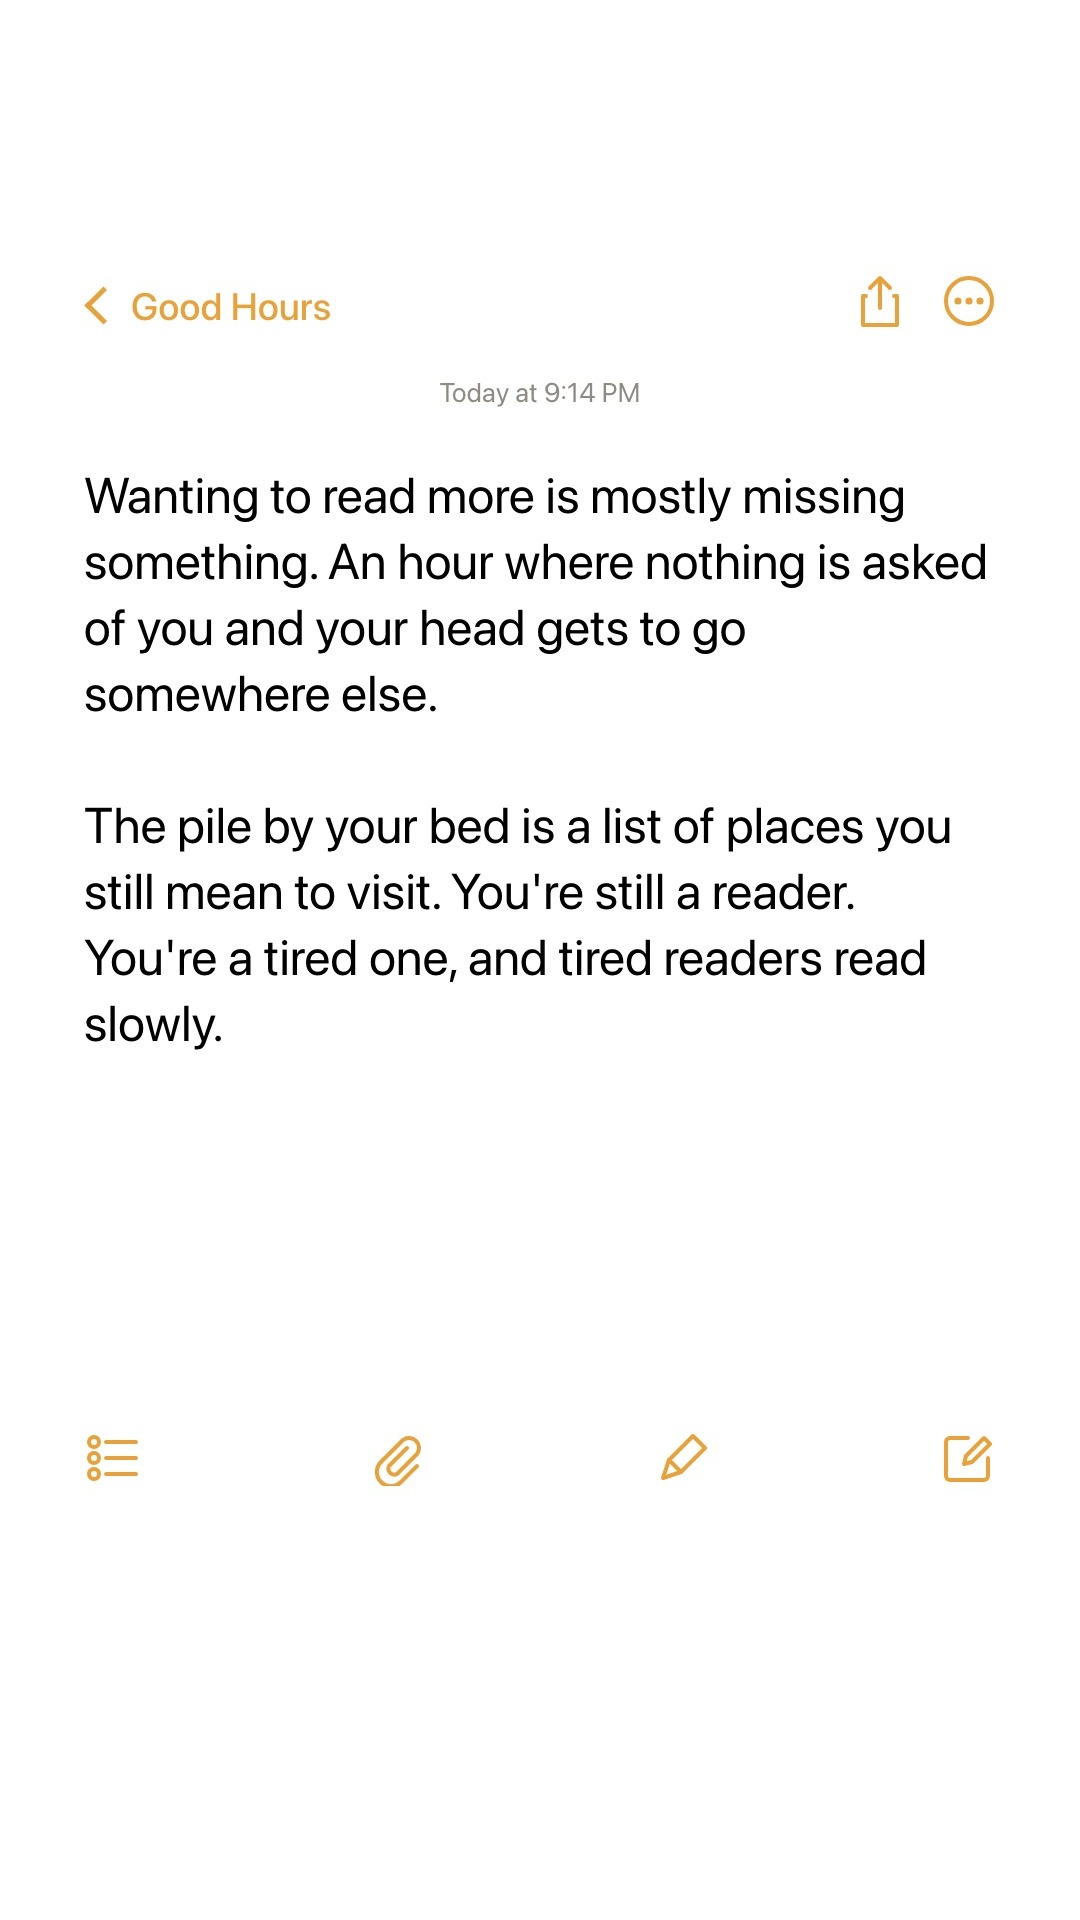 Good Hours
Today at 9:14 PM
Wanting to read more is mostly missing
something. An hour where nothing is asked
of you and your head gets to go
somewhere else.
The pile by your bed is a list of places you
still mean to visit. You're still a reader.
You're a tired one, and tired readers read
slowly.